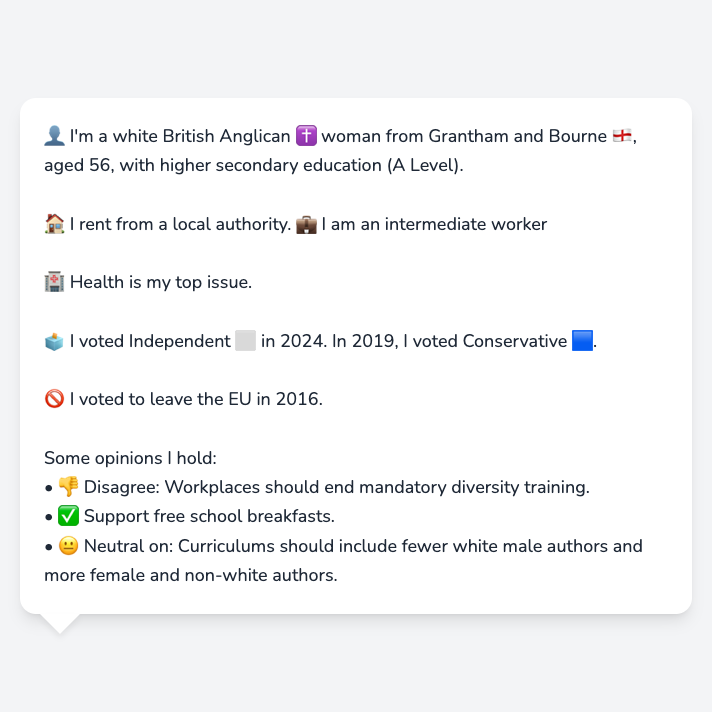 👤 I'm a white British Anglican ✝️ woman from Grantham and Bourne 🏴󠁧󠁢󠁥󠁮󠁧󠁿,
aged 56, with higher secondary education (A Level).
🏠 I rent from a local authority. 💼 I am an intermediate worker
🏥 Health is my top issue.
🗳️ I voted Independent ⬜ in 2024. In 2019, I voted Conservative 🟦.
🚫 I voted to leave the EU in 2016.
Some opinions I hold:
• 👎 Disagree: Workplaces should end mandatory diversity training.
• ✅ Support free school breakfasts.
• 😐 Neutral on: Curriculums should include fewer white male authors and
more female and non-white authors.